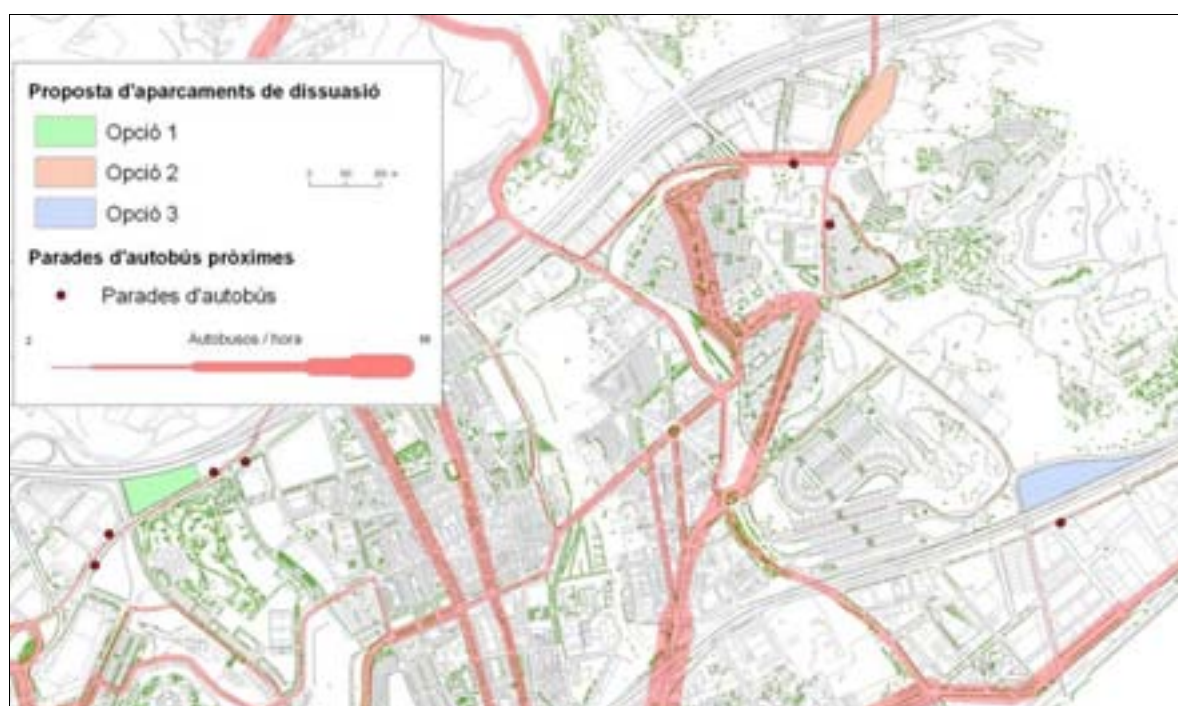 Proposta d'aparcaments de dissuasió
Opció 1
Opció 2
Opció 3
Parades d'autobús pròximes
Parades d'autobús
Autobusos / hora